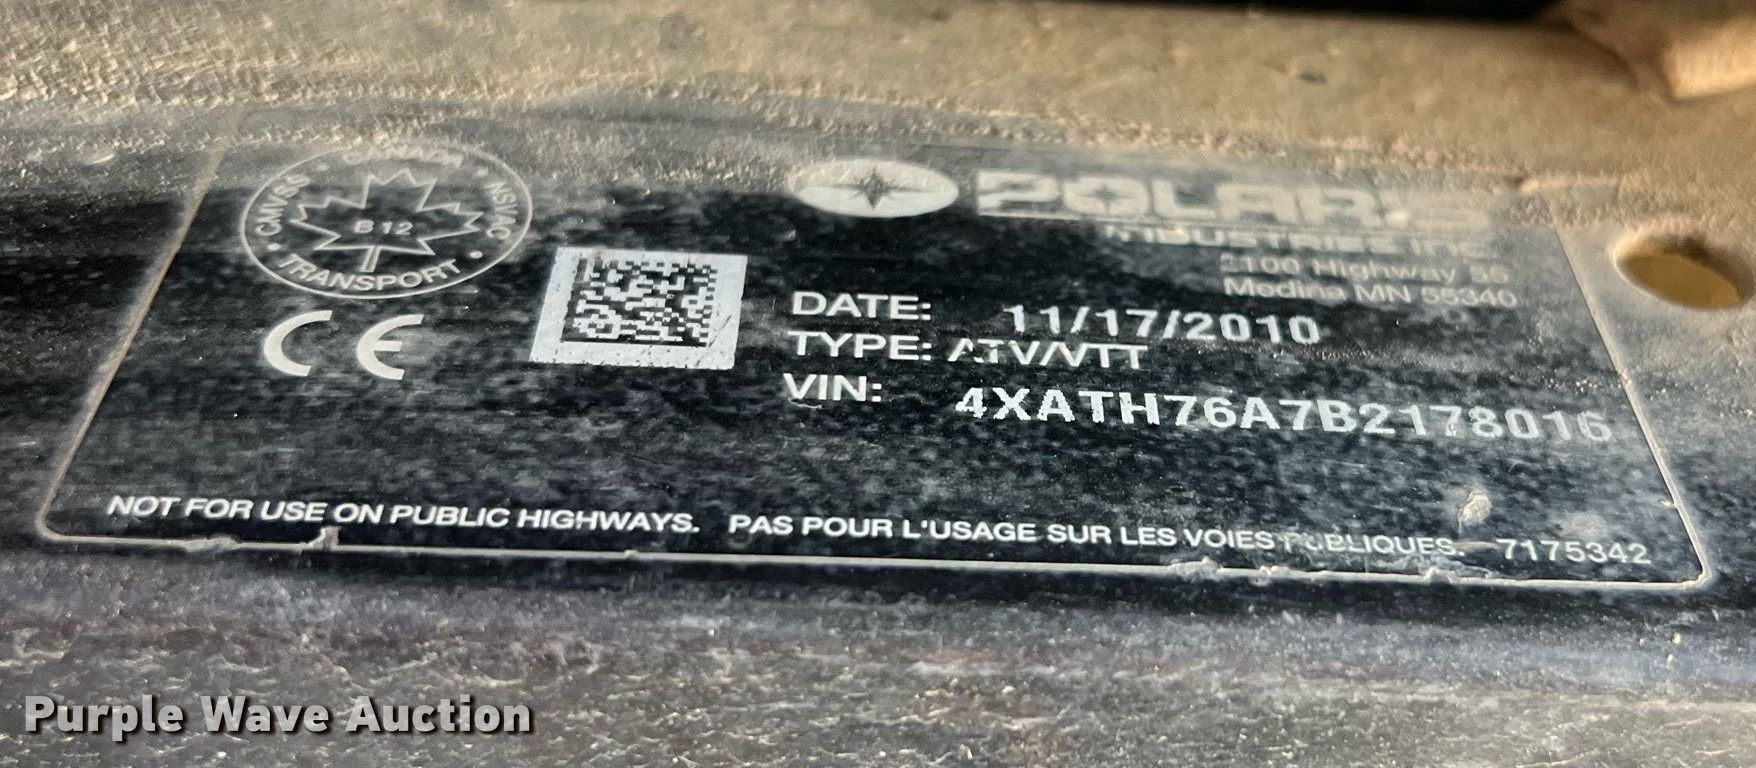 CANADA
CMVSS • NSVAC
B 12
• TRANSPORT •
CE
POLARIS
INDUSTRIES INC.
2100 Highway 55
Medina MN 55340
DATE: 11/17/2010
TYPE: ATV/VTT
VIN: 4XATH76A7B2178016
NOT FOR USE ON PUBLIC HIGHWAYS. PAS POUR L'USAGE SUR LES VOIES PUBLIQUES. 7175342
Purple Wave Auction